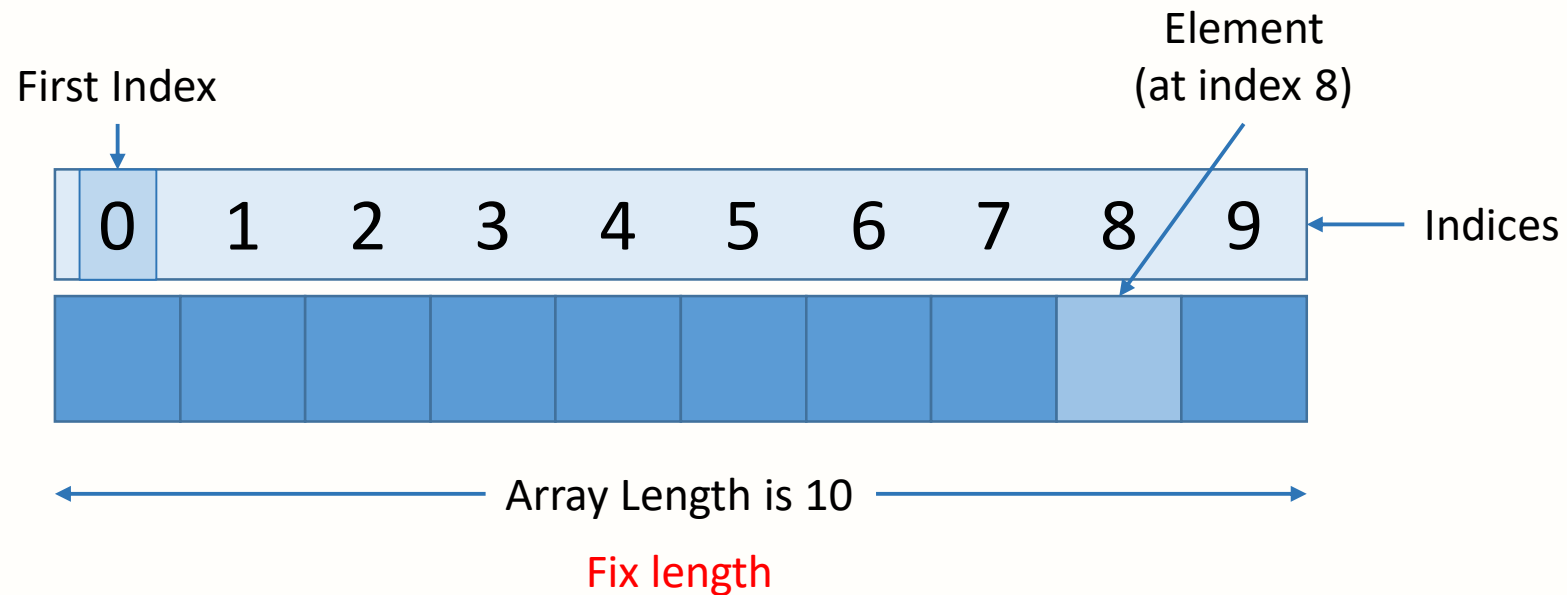 Element
(at index 8)
First Index
0 1 2 3 4 5 6 7 8 9
Indices
Array Length is 10
Fix length